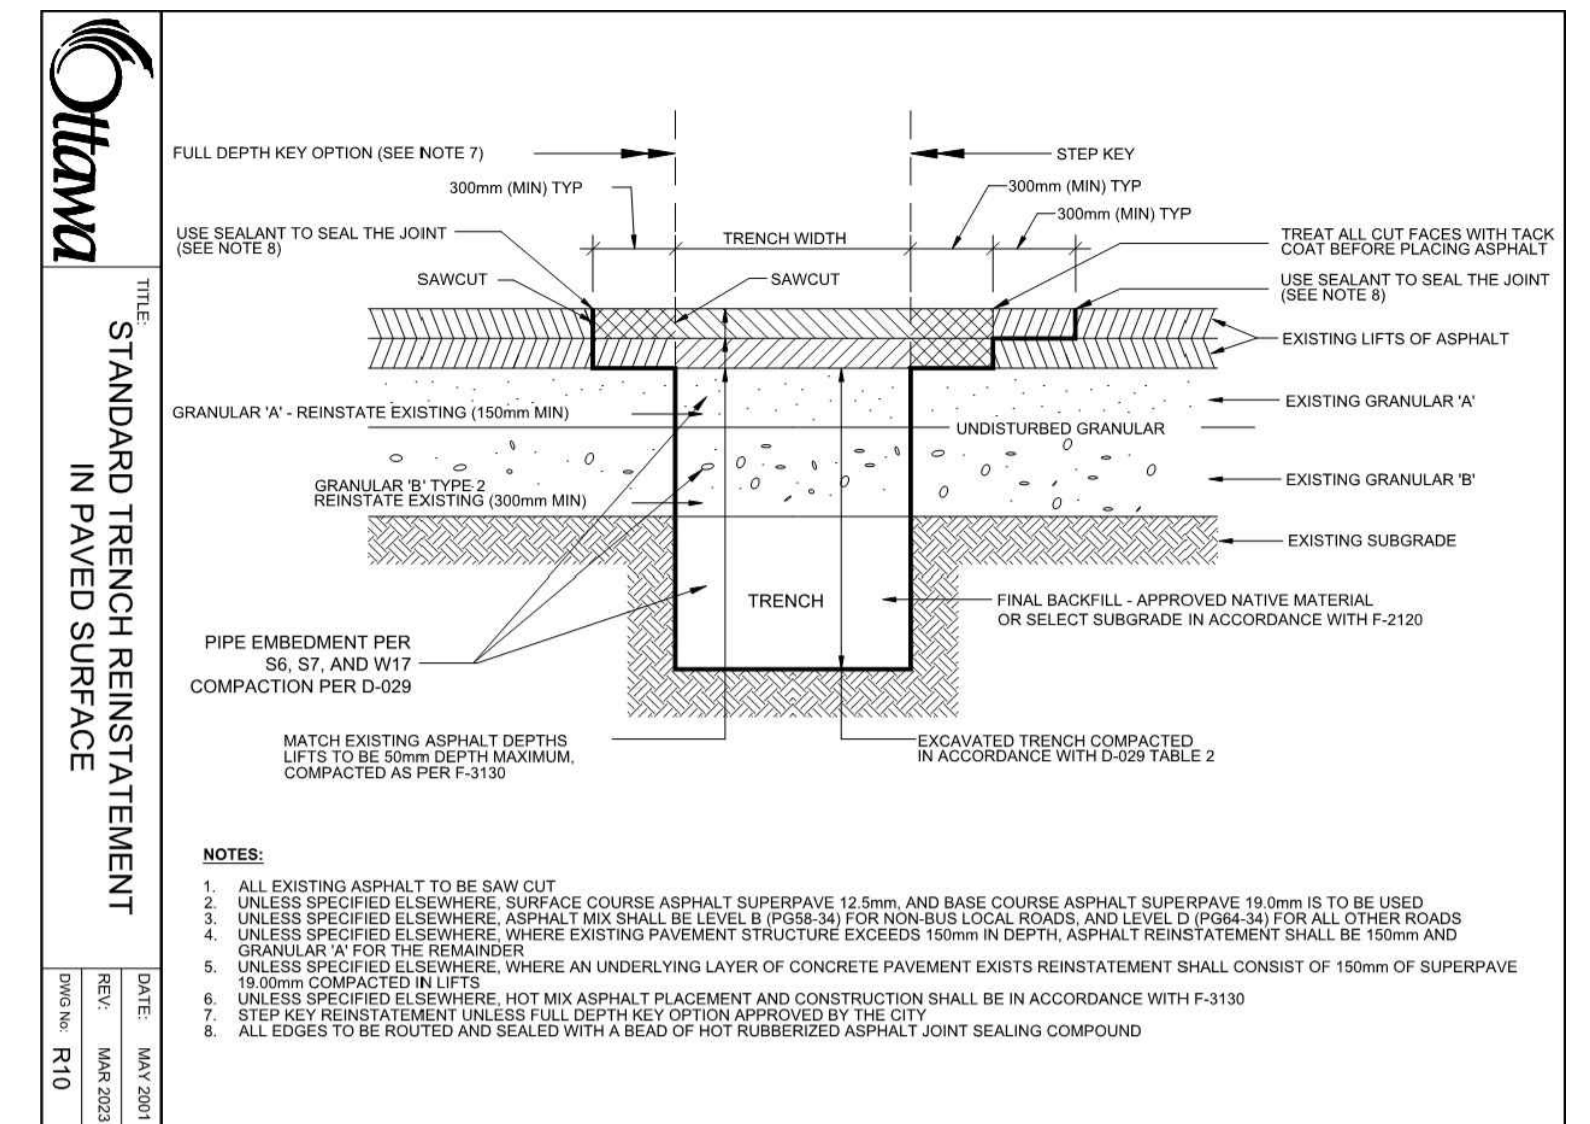 Ottawa
TITLE:
STANDARD TRENCH REINSTATEMENT
IN PAVED SURFACE
DATE: MAY 2001
REV: MAR 2023
DWG No: R10
FULL DEPTH KEY OPTION (SEE NOTE 7)
STEP KEY
300mm (MIN) TYP
300mm (MIN) TYP
300mm (MIN) TYP
USE SEALANT TO SEAL THE JOINT
(SEE NOTE 8)
TRENCH WIDTH
TREAT ALL CUT FACES WITH TACK
COAT BEFORE PLACING ASPHALT
SAWCUT
SAWCUT
USE SEALANT TO SEAL THE JOINT
(SEE NOTE 8)
EXISTING LIFTS OF ASPHALT
GRANULAR 'A' - REINSTATE EXISTING (150mm MIN)
EXISTING GRANULAR 'A'
UNDISTURBED GRANULAR
GRANULAR 'B' TYPE 2
REINSTATE EXISTING (300mm MIN)
EXISTING GRANULAR 'B'
EXISTING SUBGRADE
TRENCH
FINAL BACKFILL - APPROVED NATIVE MATERIAL
OR SELECT SUBGRADE IN ACCORDANCE WITH F-2120
PIPE EMBEDMENT PER
S6, S7, AND W17
COMPACTION PER D-029
MATCH EXISTING ASPHALT DEPTHS
LIFTS TO BE 50mm DEPTH MAXIMUM,
COMPACTED AS PER F-3130
EXCAVATED TRENCH COMPACTED
IN ACCORDANCE WITH D-029 TABLE 2
NOTES:
1. ALL EXISTING ASPHALT TO BE SAW CUT
2. UNLESS SPECIFIED ELSEWHERE, SURFACE COURSE ASPHALT SUPERPAVE 12.5mm, AND BASE COURSE ASPHALT SUPERPAVE 19.0mm IS TO BE USED
3. UNLESS SPECIFIED ELSEWHERE, ASPHALT MIX SHALL BE LEVEL B (PG58-34) FOR NON-BUS LOCAL ROADS, AND LEVEL D (PG64-34) FOR ALL OTHER ROADS
4. UNLESS SPECIFIED ELSEWHERE, WHERE EXISTING PAVEMENT STRUCTURE EXCEEDS 150mm IN DEPTH, ASPHALT REINSTATEMENT SHALL BE 150mm AND
GRANULAR 'A' FOR THE REMAINDER
5. UNLESS SPECIFIED ELSEWHERE, WHERE AN UNDERLYING LAYER OF CONCRETE PAVEMENT EXISTS REINSTATEMENT SHALL CONSIST OF 150mm OF SUPERPAVE
19.00mm COMPACTED IN LIFTS
6. UNLESS SPECIFIED ELSEWHERE, HOT MIX ASPHALT PLACEMENT AND CONSTRUCTION SHALL BE IN ACCORDANCE WITH F-3130
7. STEP KEY REINSTATEMENT UNLESS FULL DEPTH KEY OPTION APPROVED BY THE CITY
8. ALL EDGES TO BE ROUTED AND SEALED WITH A BEAD OF HOT RUBBERIZED ASPHALT JOINT SEALING COMPOUND